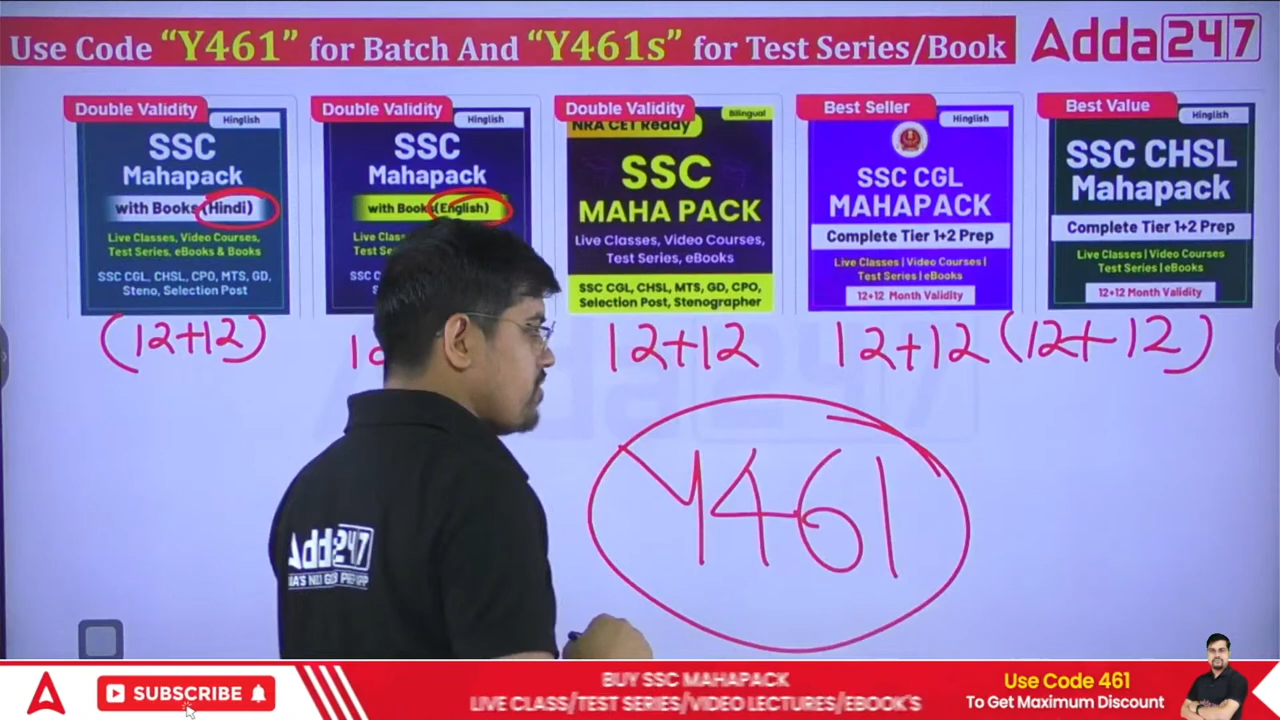 Use Code “Y461” for Batch And “Y461s” for Test Series/Book
Adda247
Double Validity
Hinglish
SSC
Mahapack
with Books (Hindi)
Live Classes, Video Courses,
Test Series, eBooks & Books
SSC CGL, CHSL, CPO, MTS, GD,
Steno, Selection Post
(12+12)
Double Validity
Hinglish
SSC
Mahapack
with Books(English)
Live
Test Se
SSC C
Double Validity
Bilingual
NRA CET Ready
SSC
MAHA PACK
Live Classes, Video Courses,
Test Series, eBooks
SSC CGL, CHSL, MTS, GD, CPO,
Selection Post, Stenographer
12+12
Best Seller
Hinglish
SSC CGL
MAHAPACK
Complete Tier 1+2 Prep
Live Classes | Video Courses |
Test Series | eBooks
12+12 Month Validity
12+12
Best Value
Hinglish
SSC CHSL
Mahapack
Complete Tier 1+2 Prep
Live Classes | Video Courses
Test Series | eBooks
12+12 Month Validity
(12+12)
Y461
Adda247
SUBSCRIBE
BUY SSC MAHAPACK
LIVE CLASS/TEST SERIES/VIDEO LECTURES/EBOOK'S
Use Code 461
To Get Maximum Discount